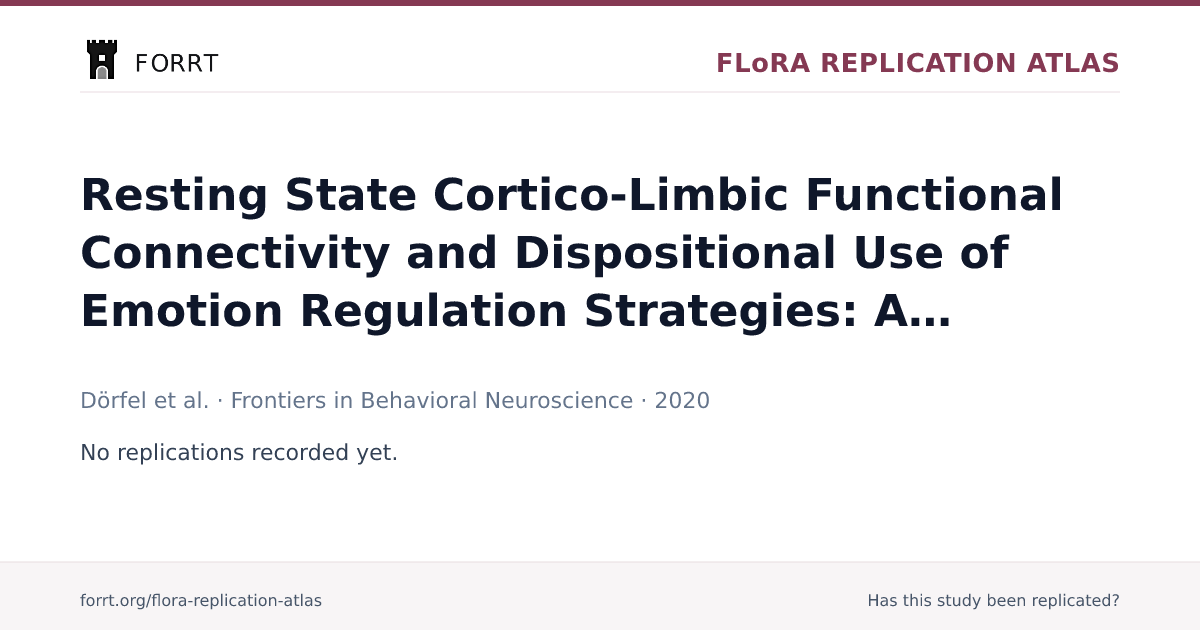 FORRT
FLoRA REPLICATION ATLAS
Resting State Cortico-Limbic Functional
Connectivity and Dispositional Use of
Emotion Regulation Strategies: A…
Dörfel et al. · Frontiers in Behavioral Neuroscience · 2020
No replications recorded yet.
forrt.org/flora-replication-atlas
Has this study been replicated?